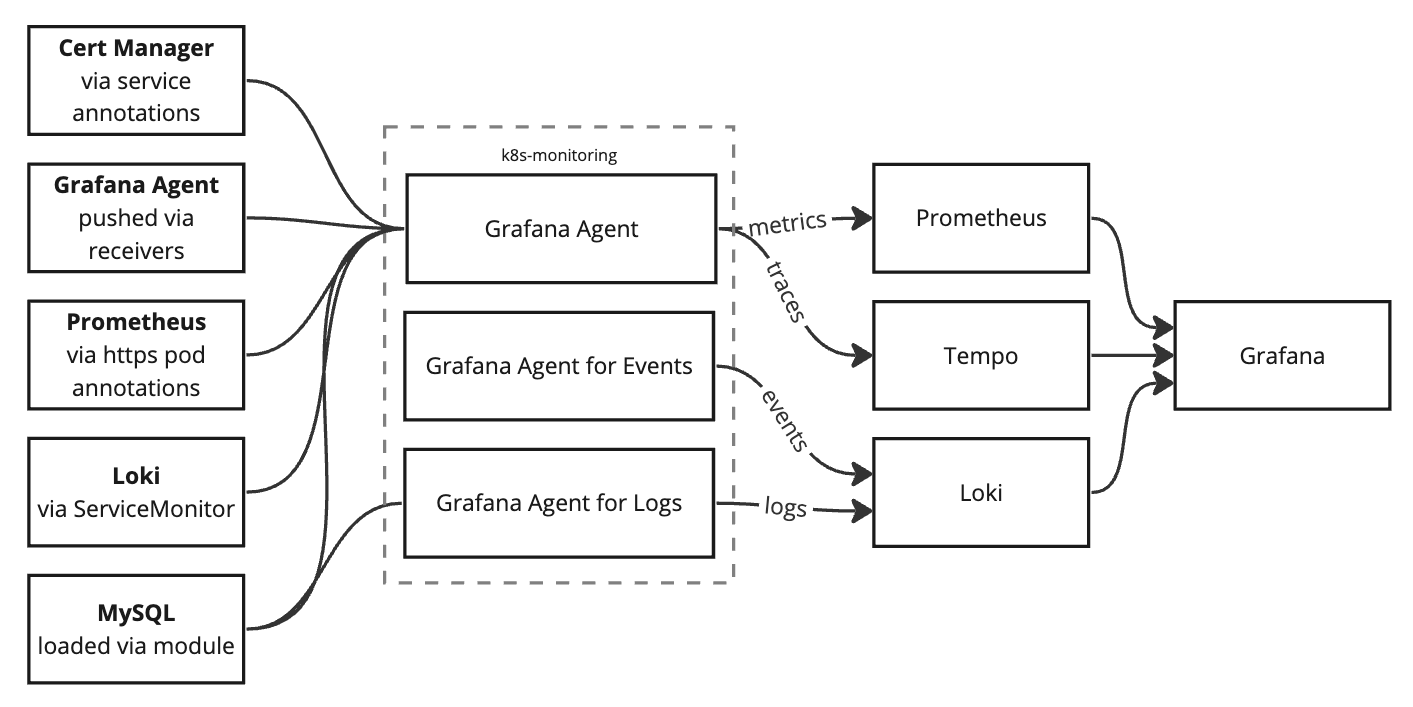 Cert Manager
via service
annotations
Grafana Agent
pushed via
receivers
Prometheus
via https pod
annotations
Loki
via ServiceMonitor
MySQL
loaded via module
k8s-monitoring
Grafana Agent
Grafana Agent for Events
Grafana Agent for Logs
metrics
traces
events
logs
Prometheus
Tempo
Loki
Grafana